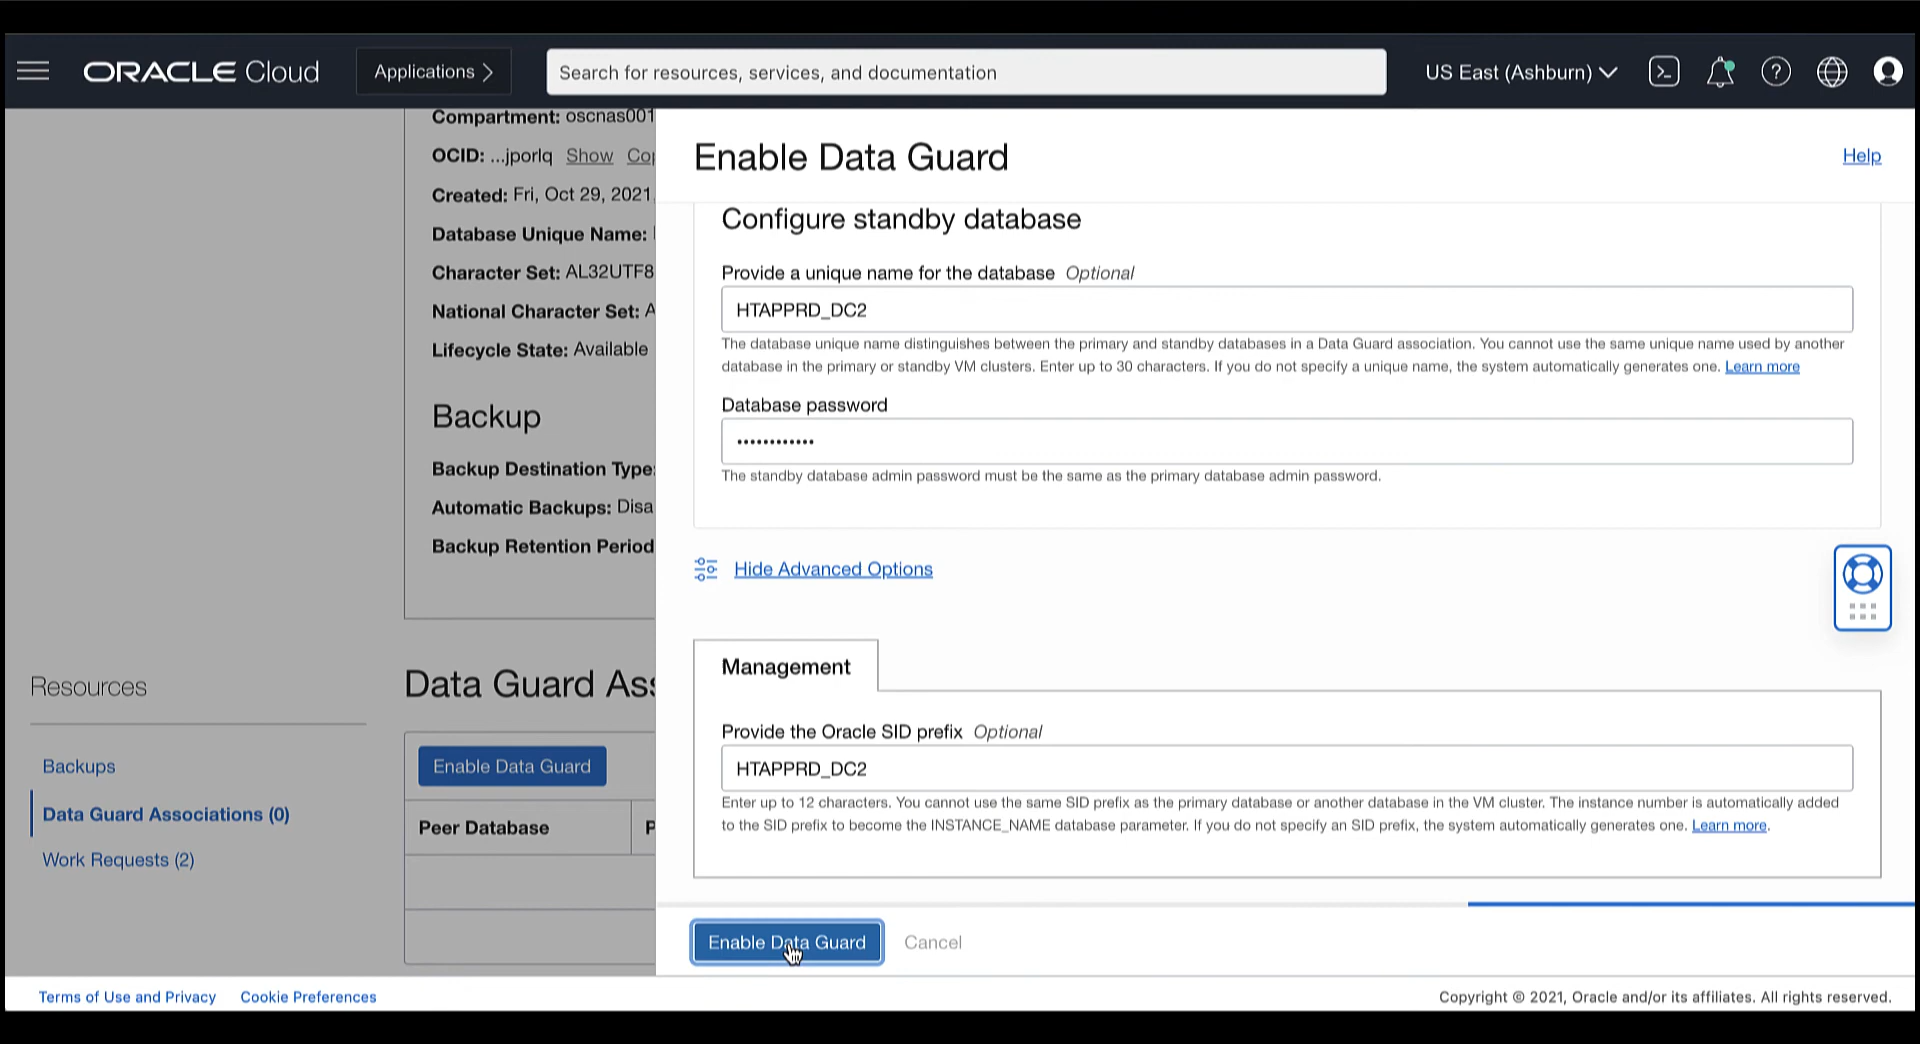 ORACLE Cloud
Applications
Search for resources, services, and documentation
US East (Ashburn)
Compartment: oscnas001
OCID: ...jporlq Show
Created: Fri, Oct 29, 2021
Database Unique Name:
Character Set: AL32UTF8
National Character Set: A
Lifecycle State: Available
Backup
Backup Destination Type:
Automatic Backups: Disa
Backup Retention Period
Resources
Backups
Data Guard Associations (0)
Work Requests (2)
Data Guard Ass
Enable Data Guard
Peer Database P
Enable Data Guard
Help
Configure standby database
Provide a unique name for the database Optional
HTAPPRD_DC2
The database unique name distinguishes between the primary and standby databases in a Data Guard association. You cannot use the same unique name used by another
database in the primary or standby VM clusters. Enter up to 30 characters. If you do not specify a unique name, the system automatically generates one. Learn more
Database password
••••••••••••
The standby database admin password must be the same as the primary database admin password.
Hide Advanced Options
Management
Provide the Oracle SID prefix Optional
HTAPPRD_DC2
Enter up to 12 characters. You cannot use the same SID prefix as the primary database or another database in the VM cluster. The instance number is automatically added
to the SID prefix to become the INSTANCE_NAME database parameter. If you do not specify an SID prefix, the system automatically generates one. Learn more.
Enable Data Guard
Cancel
Terms of Use and Privacy
Cookie Preferences
Copyright © 2021, Oracle and/or its affiliates. All rights reserved.